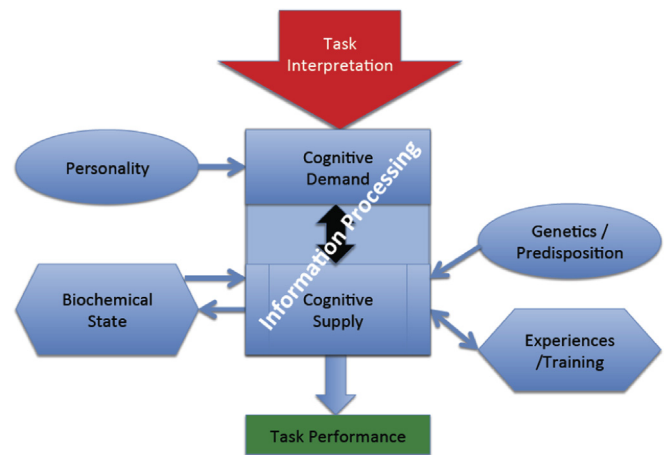 Task
Interpretation
Personality
Cognitive
Demand
Information Processing
Genetics /
Predisposition
Biochemical
State
Cognitive
Supply
Experiences
/Training
Task Performance